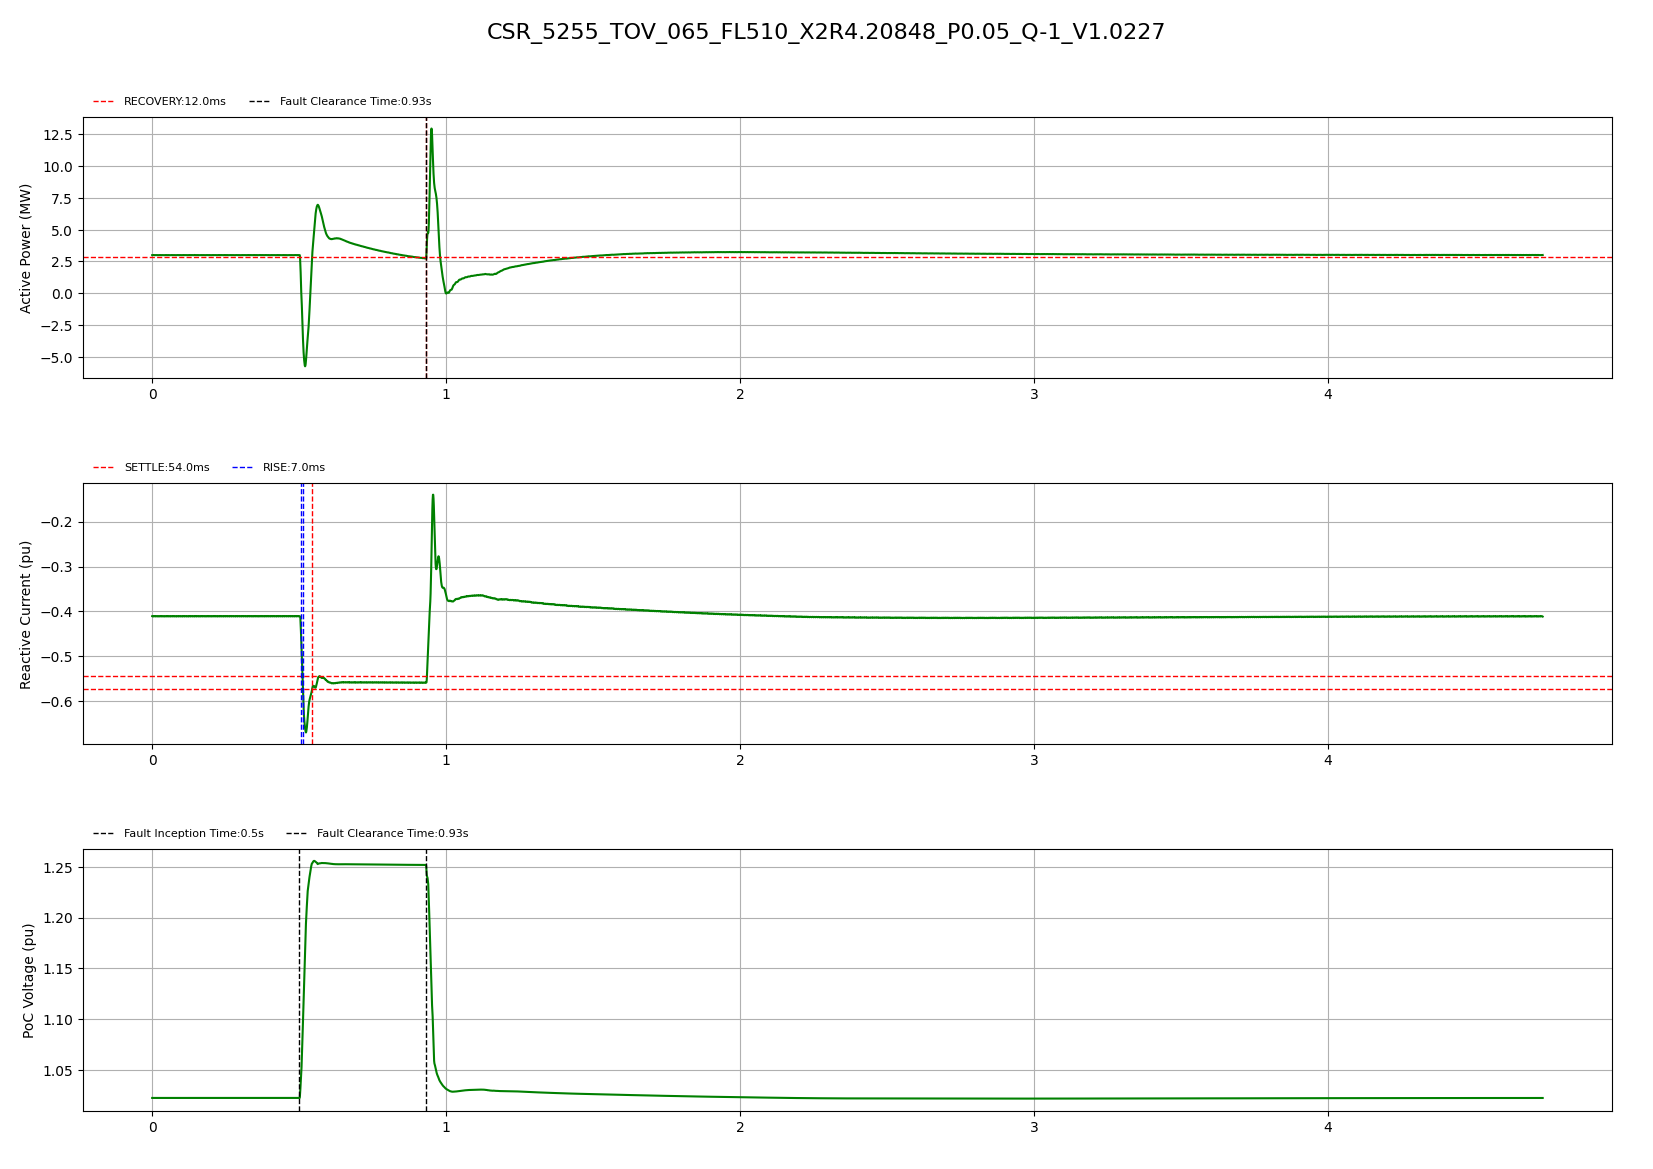 CSR_5255_TOV_065_FL510_X2R4.20848_P0.05_Q-1_V1.0227
RECOVERY:12.0ms Fault Clearance Time:0.93s
12.5
10.0
7.5
5.0
2.5
0.0
−2.5
−5.0
Active Power (MW)
0 1 2 3 4
SETTLE:54.0ms RISE:7.0ms
−0.2
−0.3
−0.4
−0.5
−0.6
Reactive Current (pu)
0 1 2 3 4
Fault Inception Time:0.5s Fault Clearance Time:0.93s
1.25
1.20
1.15
1.10
1.05
PoC Voltage (pu)
0 1 2 3 4